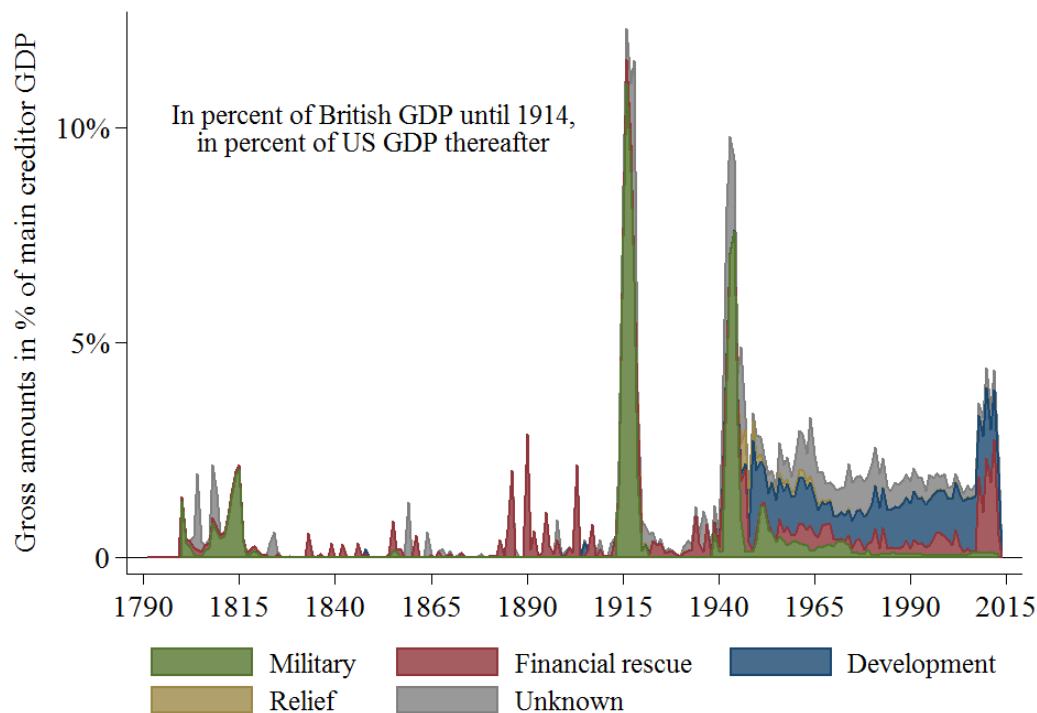 Gross amounts in % of main creditor GDP
In percent of British GDP until 1914,
in percent of US GDP thereafter
10%
5%
0
1790 1815 1840 1865 1890 1915 1940 1965 1990 2015
Military Financial rescue Development
Relief Unknown